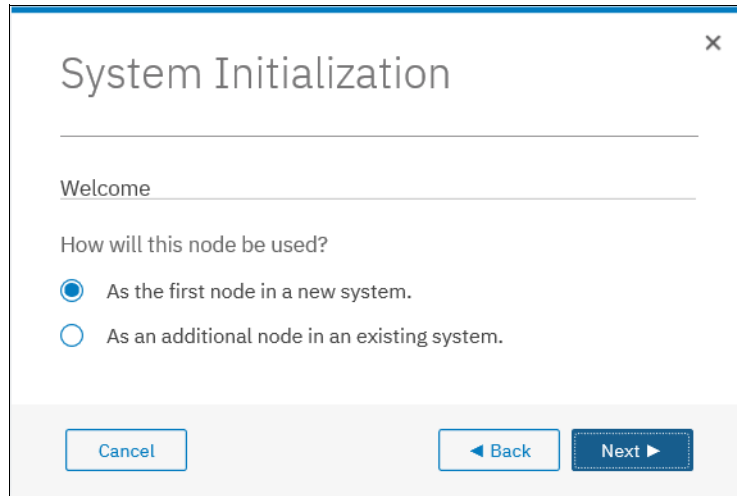 System Initialization
Welcome
How will this node be used?
As the first node in a new system.
As an additional node in an existing system.
Cancel
Back
Next